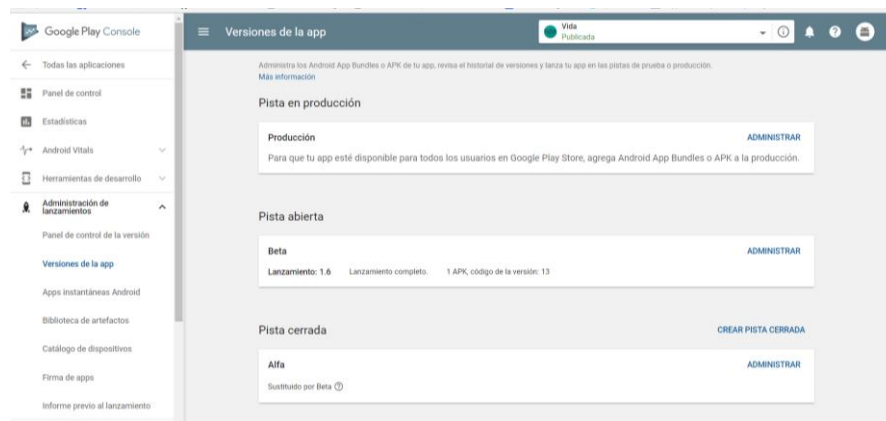 Google Play Console
Versiones de la app
Vida
Publicada
Todas las aplicaciones
Panel de control
Estadísticas
Android Vitals
Herramientas de desarrollo
Administración de
lanzamientos
Panel de control de la versión
Versiones de la app
Apps instantáneas Android
Biblioteca de artefactos
Catálogo de dispositivos
Firma de apps
Informe previo al lanzamiento
Administra los Android App Bundles o APK de tu app, revisa el historial de versiones y lanza tu app en las pistas de prueba o producción.
Más información
Pista en producción
Producción
ADMINISTRAR
Para que tu app esté disponible para todos los usuarios en Google Play Store, agrega Android App Bundles o APK a la producción.
Pista abierta
Beta
ADMINISTRAR
Lanzamiento: 1.6 Lanzamiento completo. 1 APK, código de la versión: 13
Pista cerrada
CREAR PISTA CERRADA
Alfa
ADMINISTRAR
Sustituido por Beta